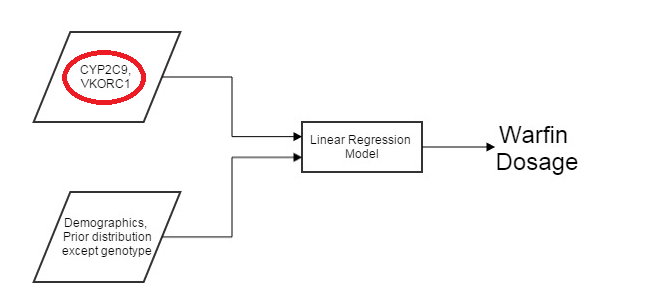 CYP2C9,
VKORC1
Linear Regression
Model
Warfin
Dosage
Demographics,
Prior distribution
except genotype